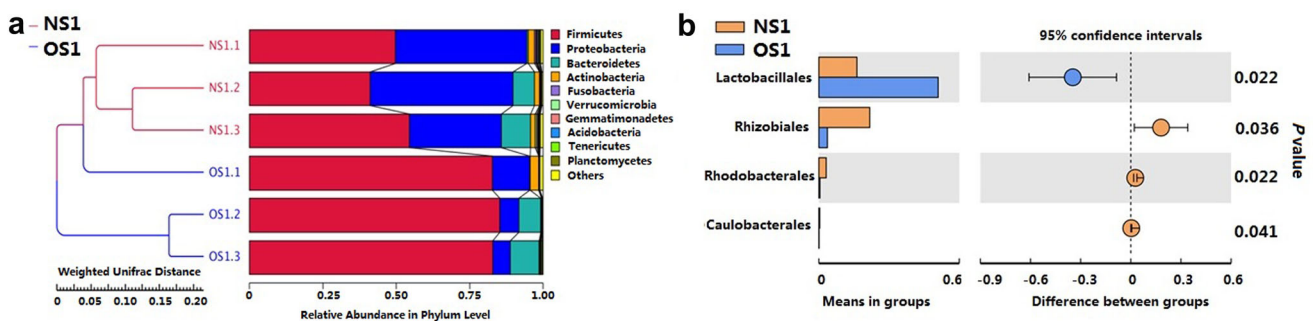 a
NS1
OS1
NS1.1
NS1.2
NS1.3
OS1.1
OS1.2
OS1.3
Weighted Unifrac Distance
0 0.05 0.10 0.15 0.20
Firmicutes
Proteobacteria
Bacteroidetes
Actinobacteria
Fusobacteria
Verrucomicrobia
Gemmatimonadetes
Acidobacteria
Tenericutes
Planctomycetes
Others
0 0.25 0.50 0.75 1.00
Relative Abundance in Phylum Level
b
NS1
OS1
95% confidence intervals
Lactobacillales
0.022
Rhizobiales
0.036
Rhodobacterales
0.022
Caulobacterales
0.041
P value
0 0.6
Means in groups
-0.9 -0.6 -0.3 0 0.3 0.6
Difference between groups